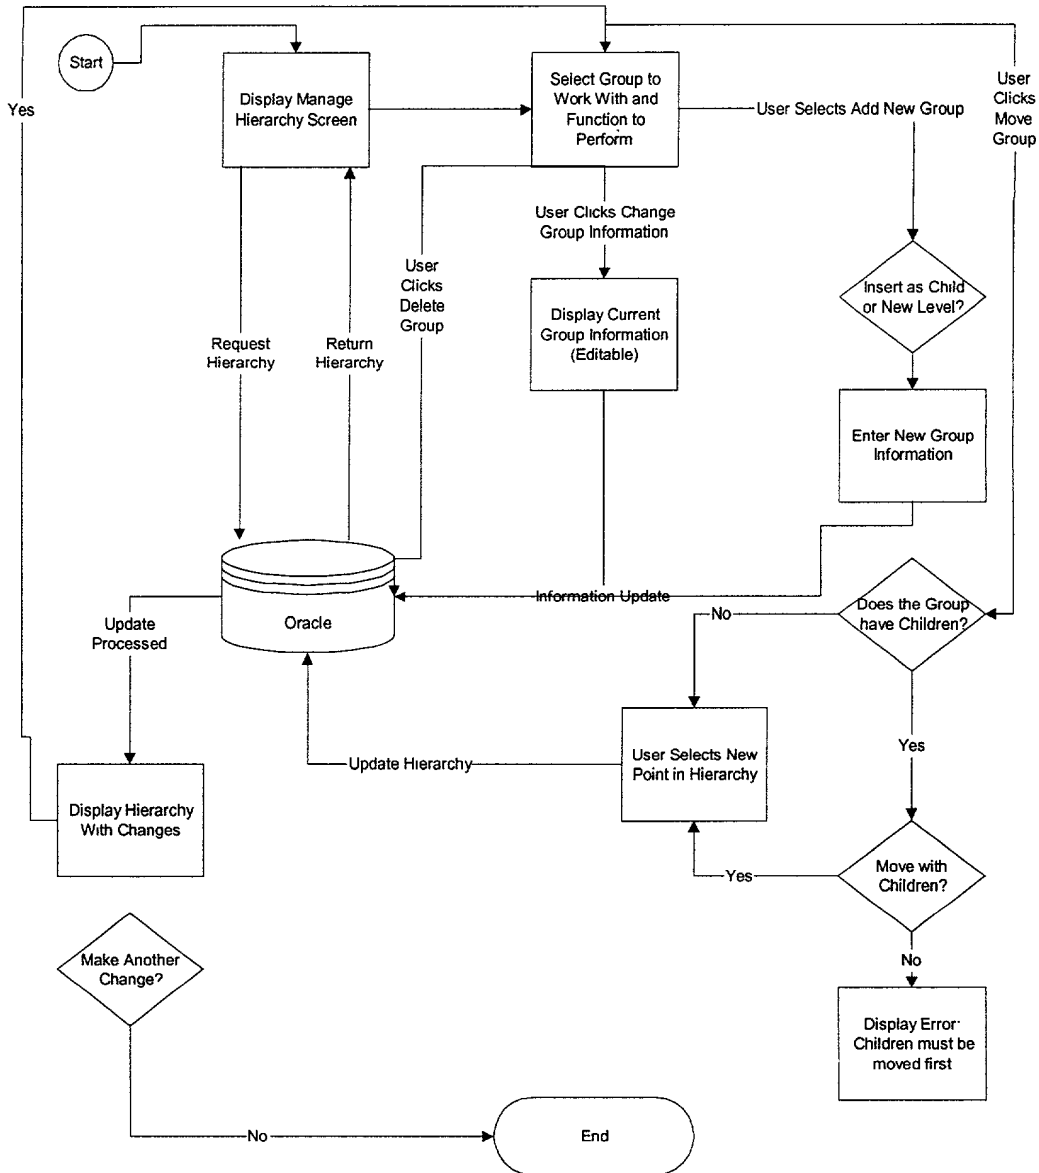 Start
Yes
Display Manage
Hierarchy Screen
Select Group to
Work With and
Function to
Perform
User Selects Add New Group
User
Clicks
Move
Group
User Clicks Change
Group Information
User
Clicks
Delete
Group
Insert as Child
or New Level?
Display Current
Group Information
(Editable)
Request
Hierarchy
Return
Hierarchy
Enter New Group
Information
Oracle
Information Update
Does the Group
have Children?
No
Update
Processed
Yes
User Selects New
Point in Hierarchy
Update Hierarchy
Display Hierarchy
With Changes
Move with
Children?
Yes
No
Make Another
Change?
Display Error:
Children must be
moved first
No
End